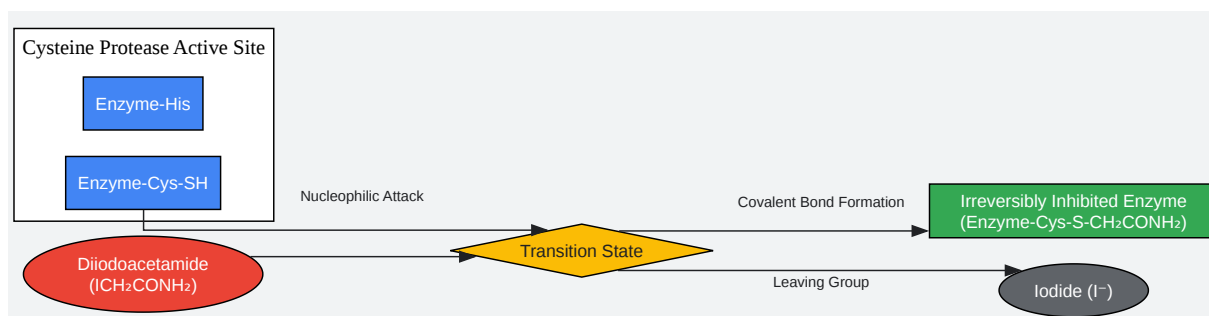 Cysteine Protease Active Site
Enzyme-His
Enzyme-Cys-SH
Nucleophilic Attack
Diiodoacetamide
(ICH₂CONH₂)
Transition State
Covalent Bond Formation
Leaving Group
Irreversibly Inhibited Enzyme
(Enzyme-Cys-S-CH₂CONH₂)
Iodide (I⁻)